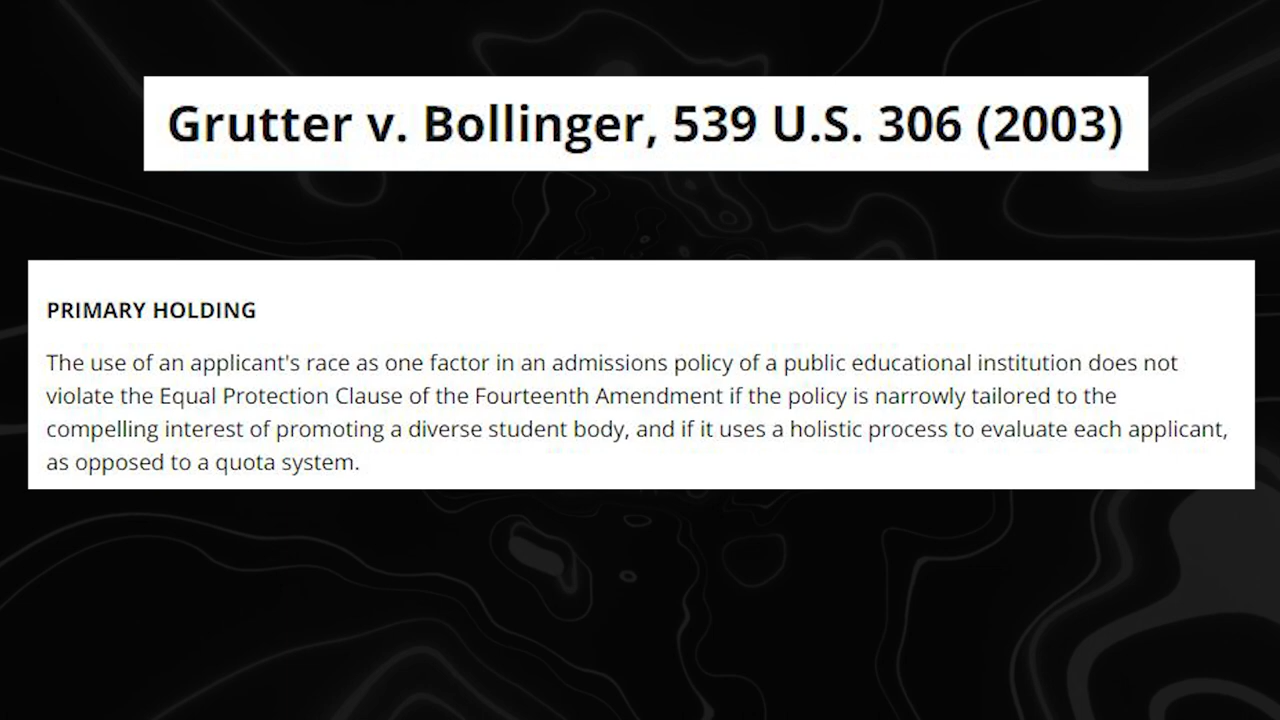 Grutter v. Bollinger, 539 U.S. 306 (2003)
PRIMARY HOLDING
The use of an applicant's race as one factor in an admissions policy of a public educational institution does not
violate the Equal Protection Clause of the Fourteenth Amendment if the policy is narrowly tailored to the
compelling interest of promoting a diverse student body, and if it uses a holistic process to evaluate each applicant,
as opposed to a quota system.